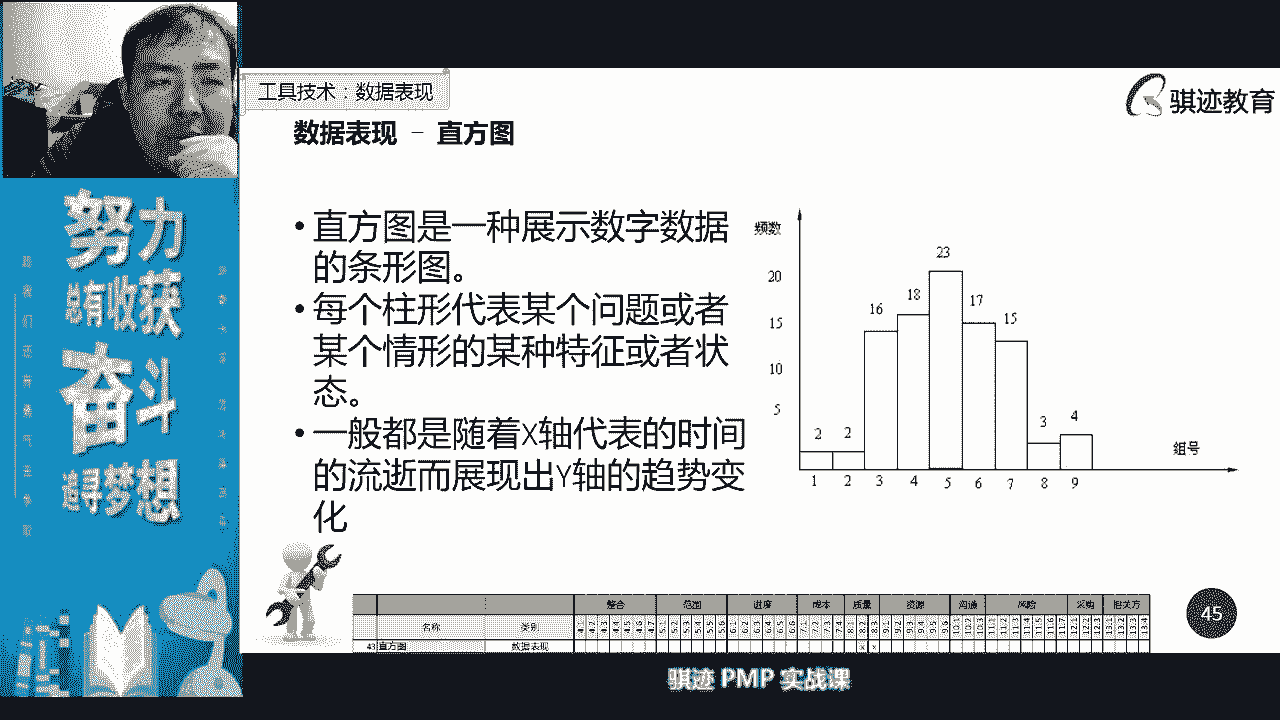 工具技术：数据表现
骐迹教育
数据表现 － 直方图
• 直方图是一种展示数字数据
的条形图。
• 每个柱形代表某个问题或者
某个情形的某种特征或者状
态。
• 一般都是随着X轴代表的时间
的流逝而展现出Y轴的趋势变
化
频数
20
15
10
5
2 2 16 18 23 17 15 3 4
1 2 3 4 5 6 7 8 9
组号
努力
总有收获
奋斗
追寻梦想
整合 范围 进度 成本 质量 资源 沟通 风险 采购 相关方
名称 类别
43 直方图 数据表现 x x
45
骐迹 PMP 实战课